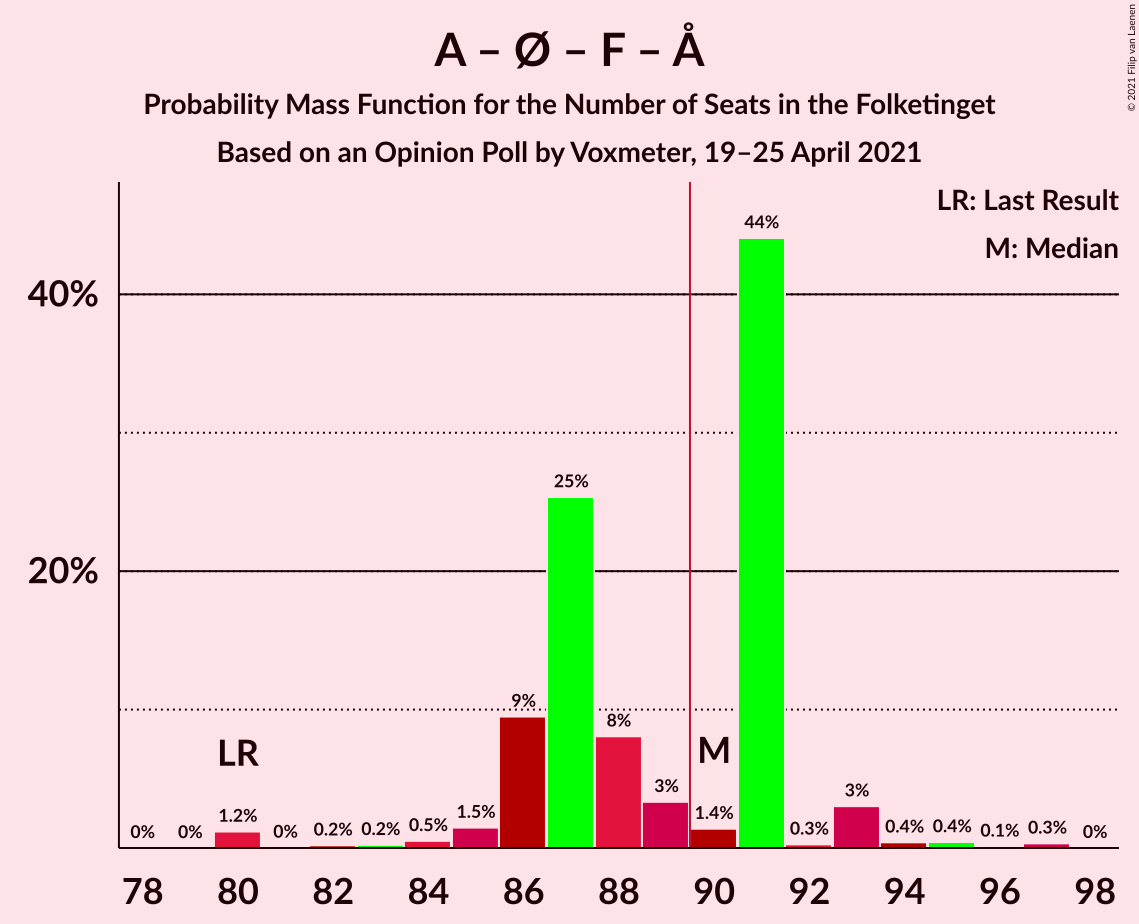 A – Ø – F – Å
Probability Mass Function for the Number of Seats in the Folketinget
Based on an Opinion Poll by Voxmeter, 19–25 April 2021
© 2021 Filip van Laenen
LR: Last Result
M: Median
44%
40%
25%
20%
9%
8%
LR
M
3%
3%
1.2%
1.5%
1.4%
0%
0%
0%
0.2%
0.2%
0.5%
0.3%
0.4%
0.4%
0.1%
0.3%
0%
78 80 82 84 86 88 90 92 94 96 98